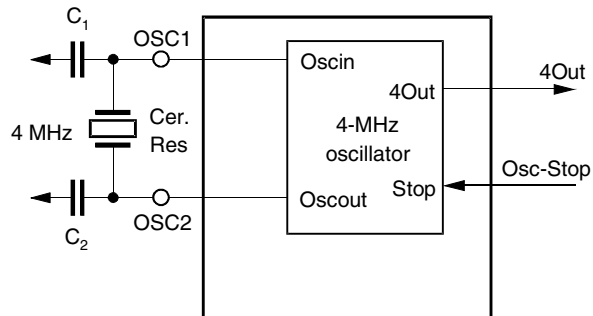 C1
OSC1
Oscin
4Out
4Out
4 MHz
Cer.
Res
4-MHz
oscillator
Osc-Stop
Stop
Oscout
OSC2
C2